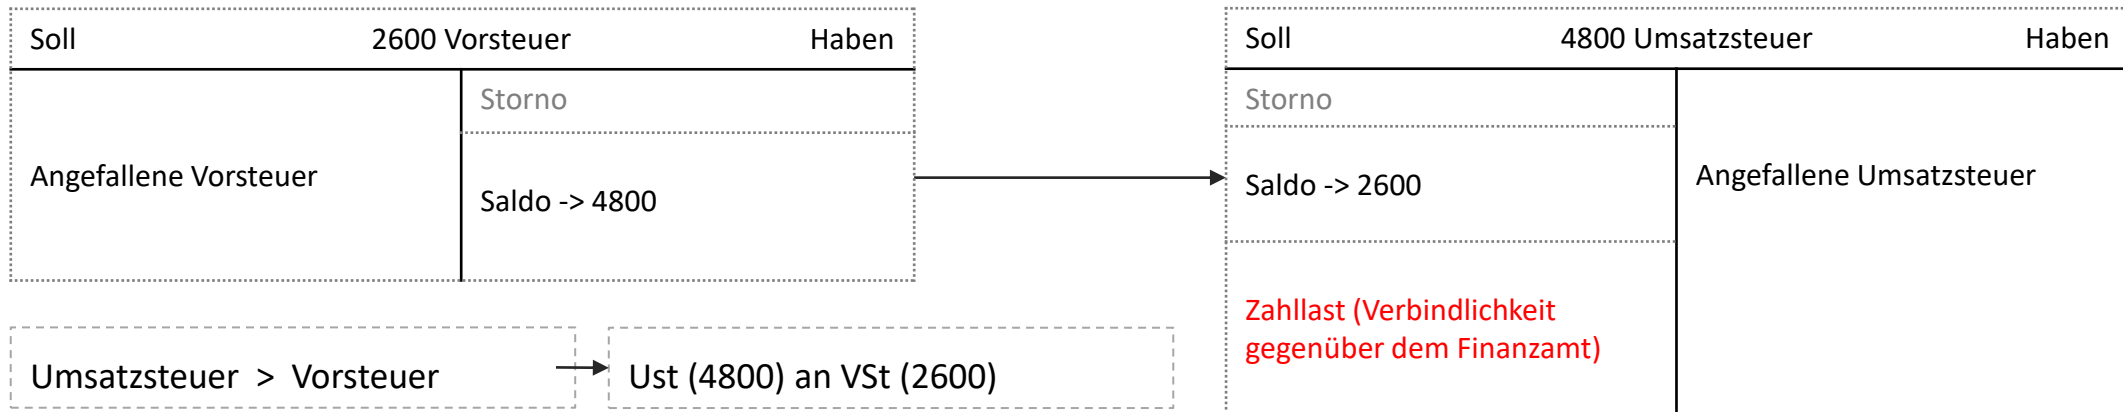 Soll 2600 Vorsteuer Haben
Storno
Angefallene Vorsteuer
Saldo -> 4800
Soll 4800 Umsatzsteuer Haben
Storno
Saldo -> 2600
Angefallene Umsatzsteuer
Zahllast (Verbindlichkeit
gegenüber dem Finanzamt)
Umsatzsteuer > Vorsteuer
Ust (4800) an VSt (2600)